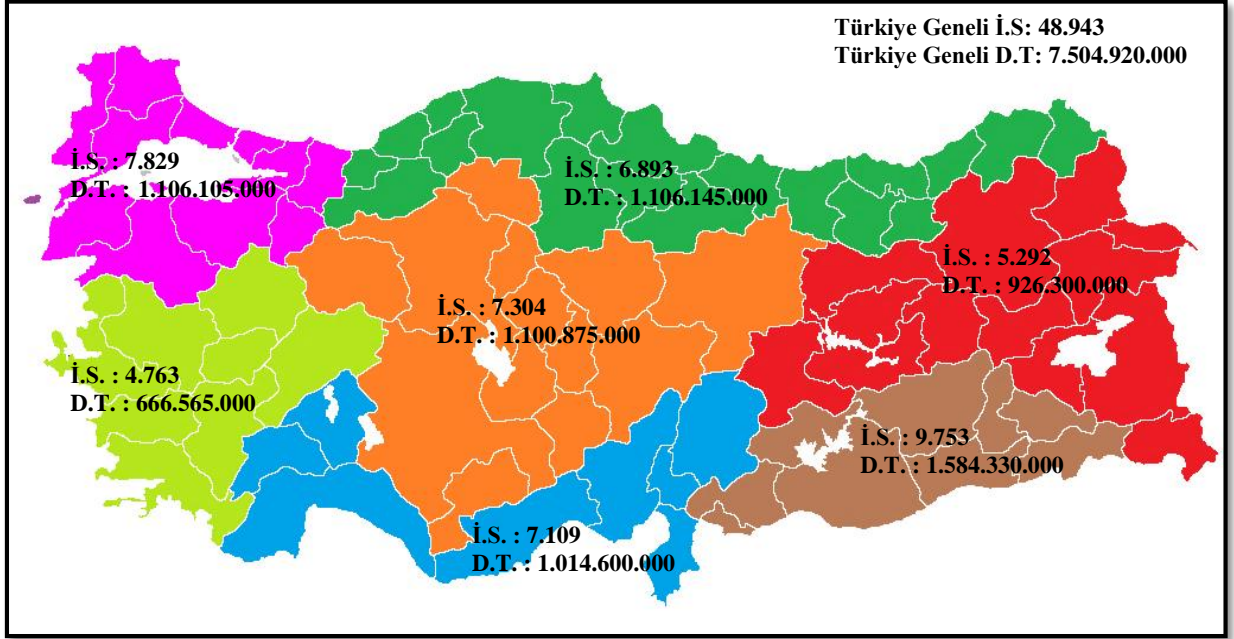 Türkiye Geneli İ.S: 48.943
Türkiye Geneli D.T: 7.504.920.000
İ.S. : 7.829
D.T. : 1.106.105.000
İ.S. : 6.893
D.T. : 1.106.145.000
İ.S. : 5.292
D.T. : 926.300.000
İ.S. : 7.304
D.T. : 1.100.875.000
İ.S. : 4.763
D.T. : 666.565.000
İ.S. : 9.753
D.T. : 1.584.330.000
İ.S. : 7.109
D.T. : 1.014.600.000